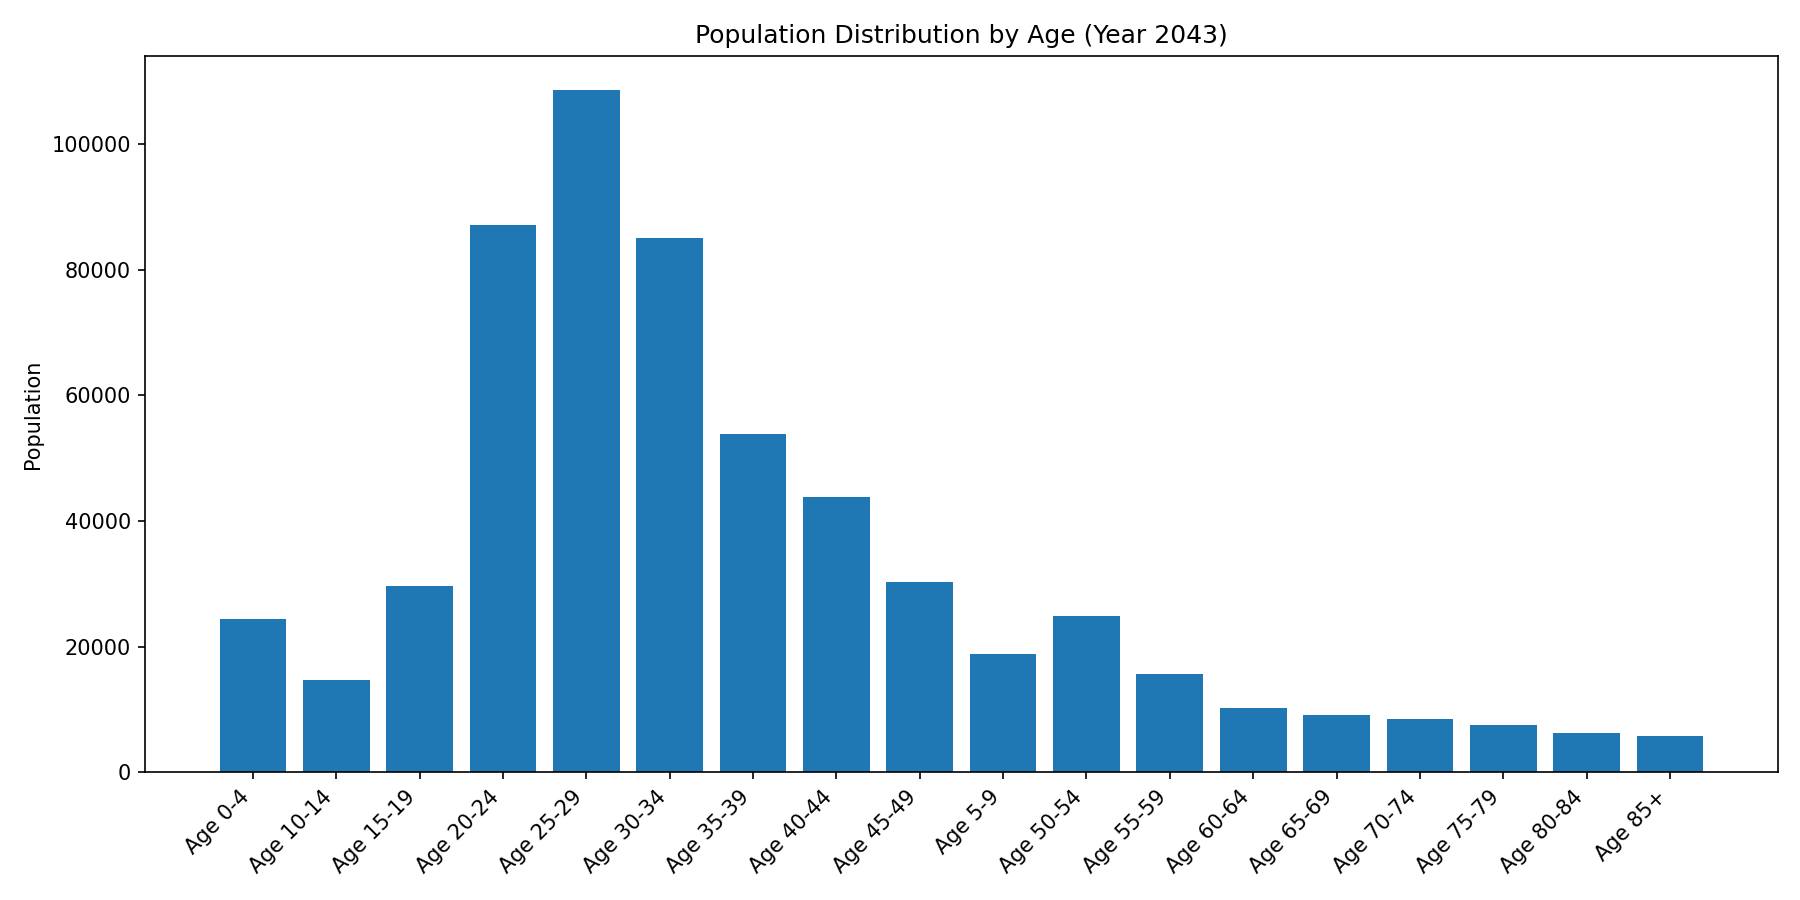 Population Distribution by Age (Year 2043)
Population
100000
80000
60000
40000
20000
0
Age 0-4
Age 10-14
Age 15-19
Age 20-24
Age 25-29
Age 30-34
Age 35-39
Age 40-44
Age 45-49
Age 5-9
Age 50-54
Age 55-59
Age 60-64
Age 65-69
Age 70-74
Age 75-79
Age 80-84
Age 85+